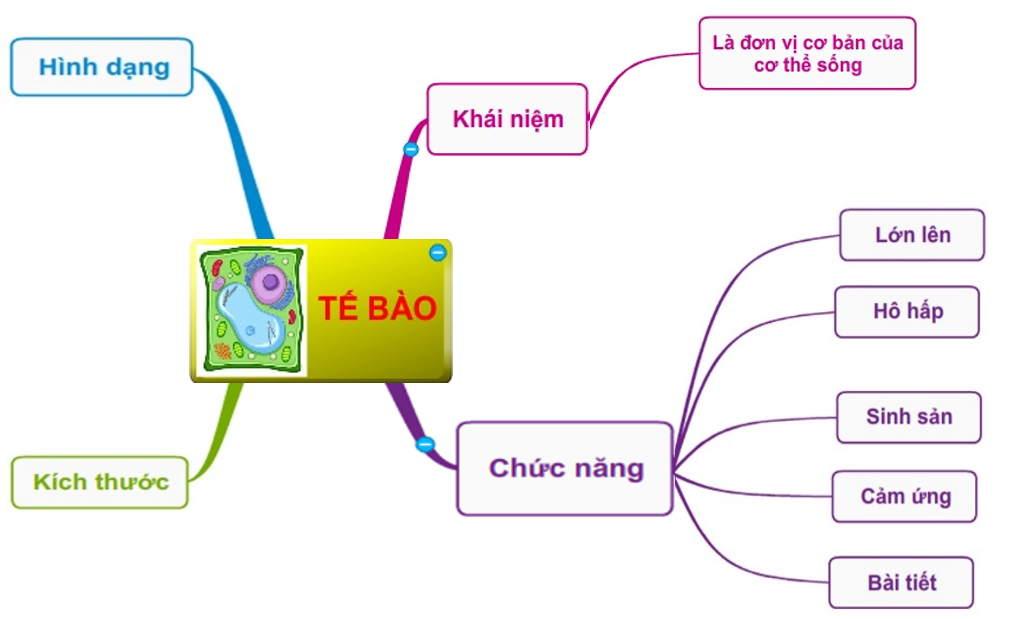 Hình dạng
Khái niệm
Là đơn vị cơ bản của
cơ thể sống
TẾ BÀO
Kích thước
Chức năng
Lớn lên
Hô hấp
Sinh sản
Cảm ứng
Bài tiết